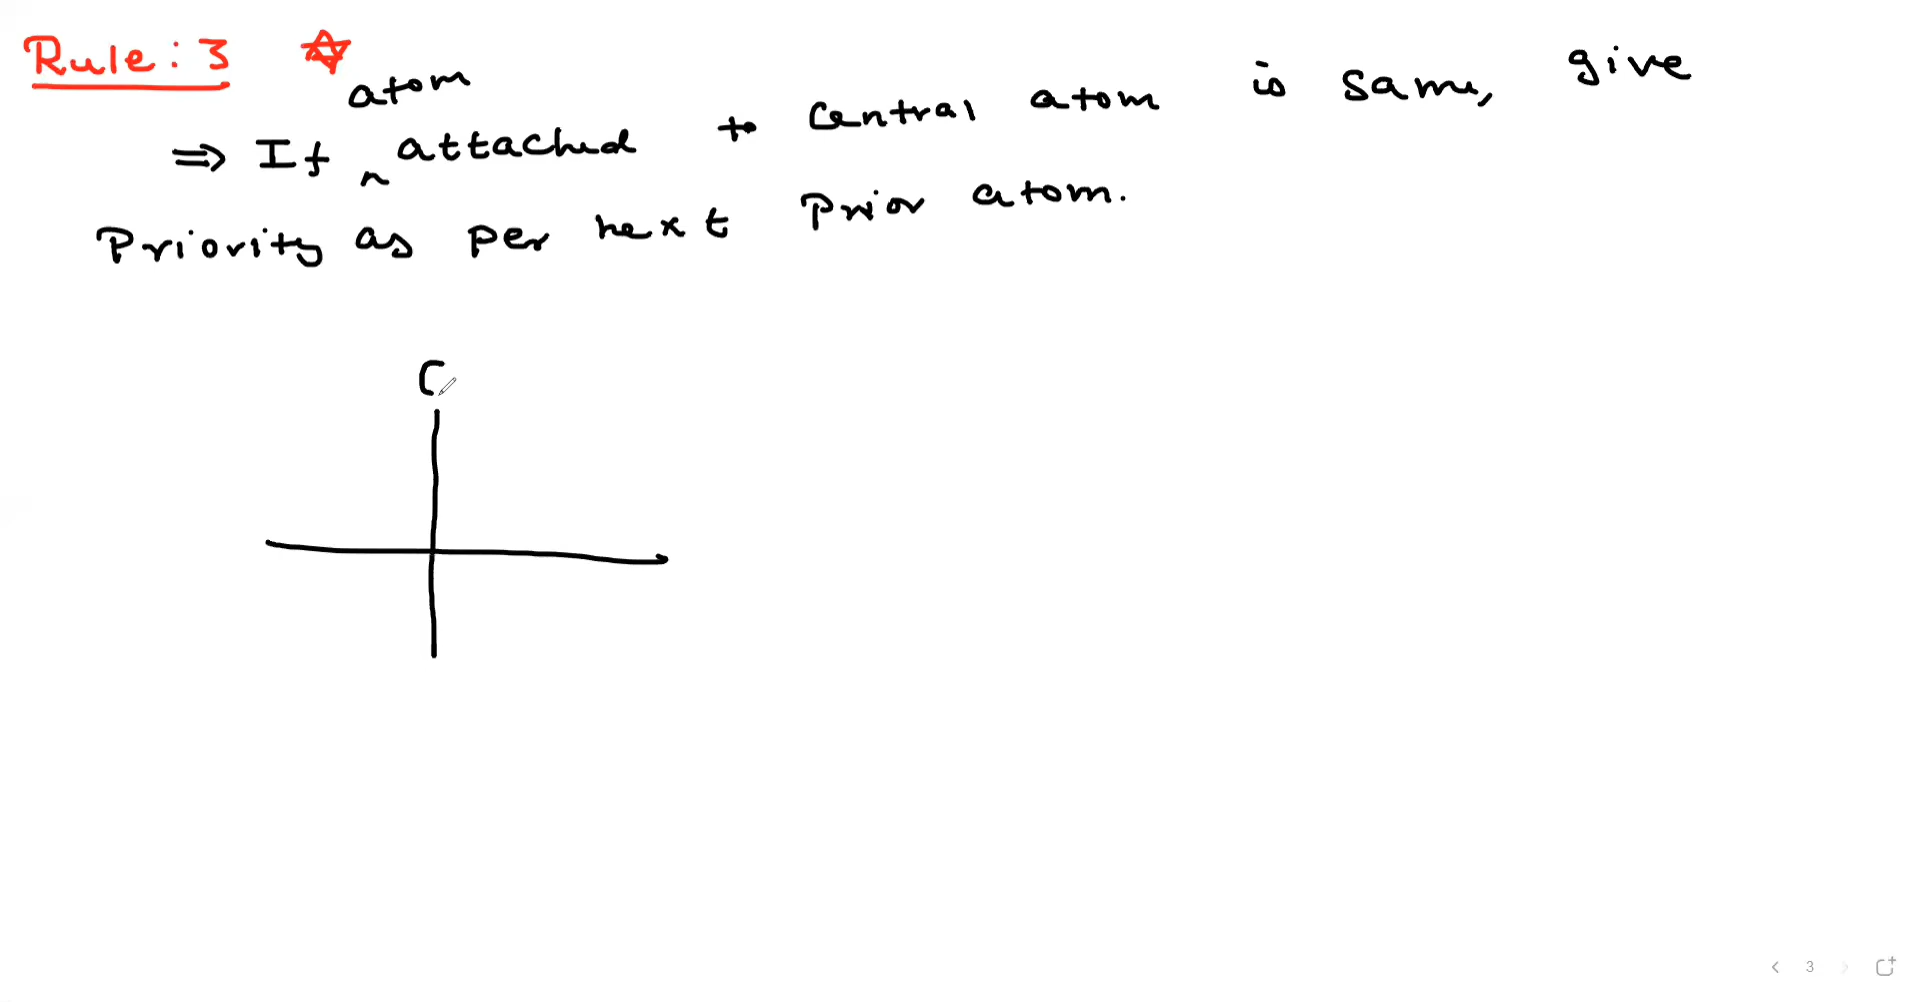 Rule: 3
⇒ If ^ atom attached to central atom is same, give
Priority as per next prior atom.
C
3